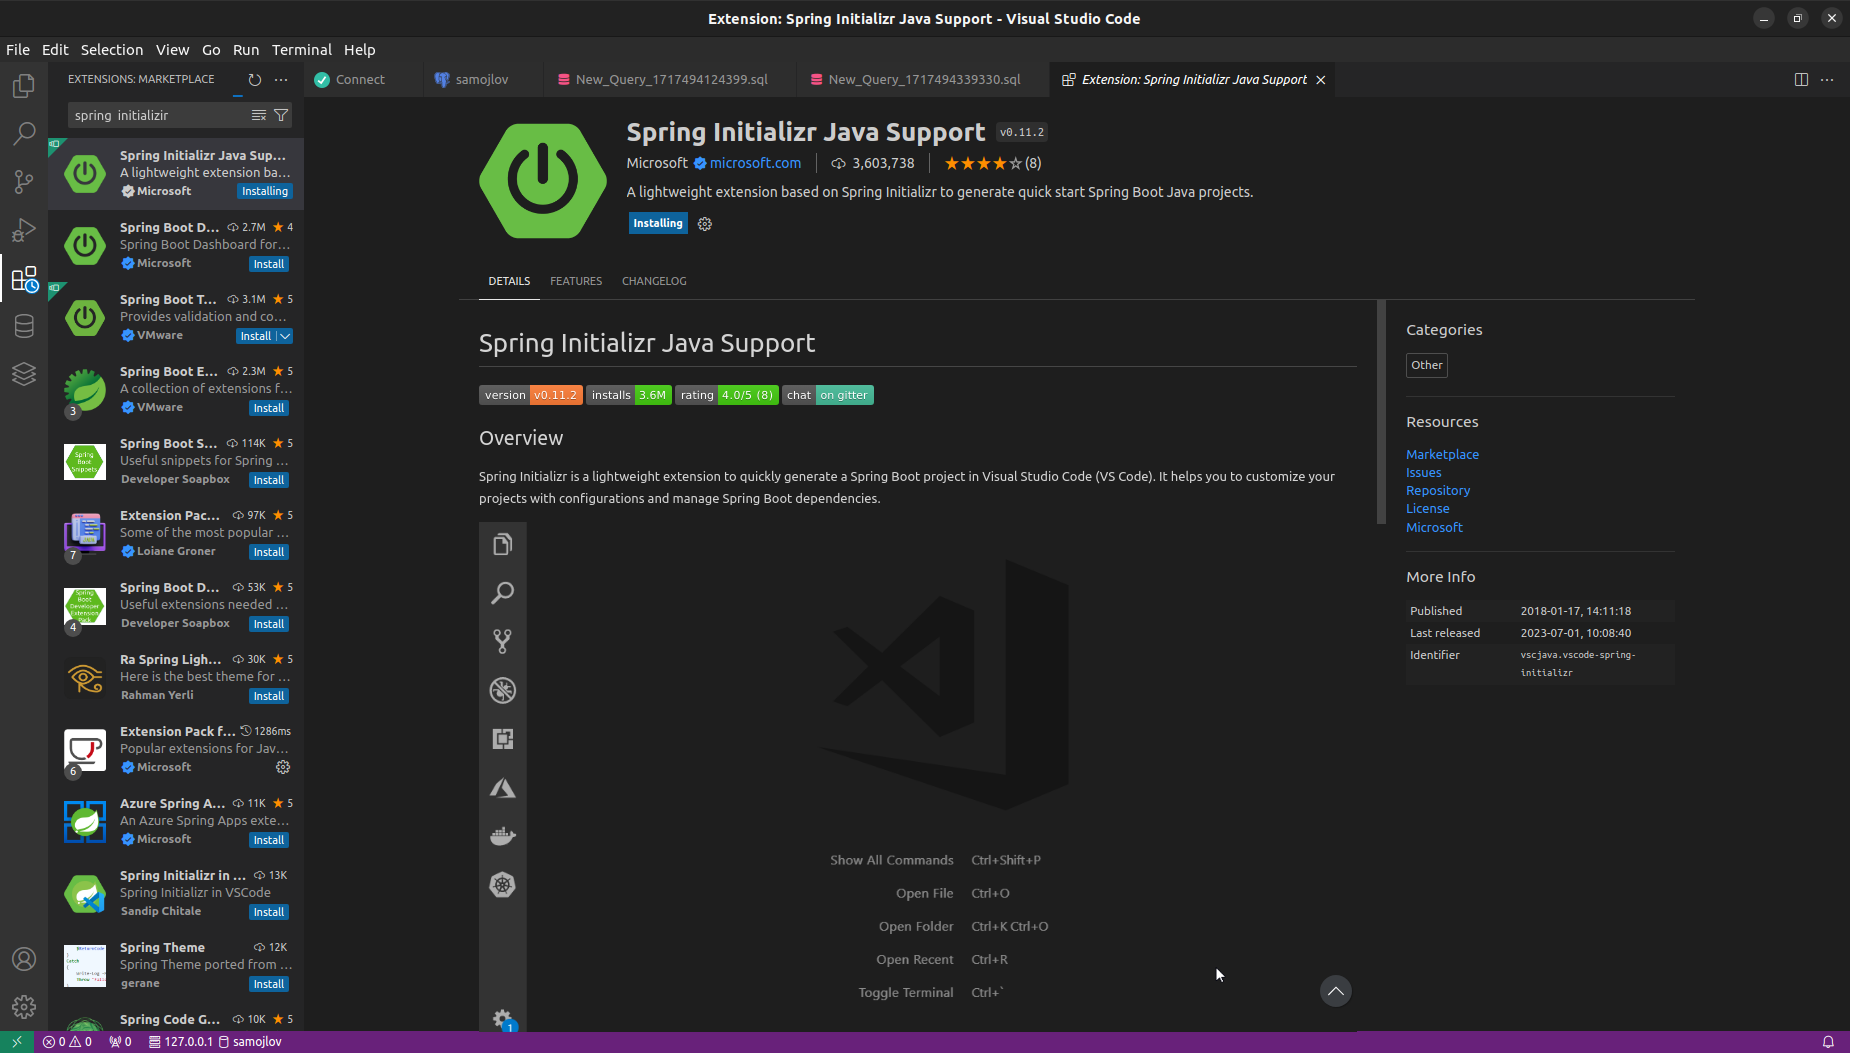 Extension: Spring Initializr Java Support - Visual Studio Code
File Edit Selection View Go Run Terminal Help
EXTENSIONS: MARKETPLACE
Connect
samojlov
New_Query_1717494124399.sql
New_Query_1717494339330.sql
Extension: Spring Initializr Java Support
spring initializir
Spring Initializr Java Sup...
A lightweight extension ba...
Microsoft Installing
Spring Boot D... 2.7M 4
Spring Boot Dashboard for...
Microsoft Install
Spring Boot T... 3.1M 5
Provides validation and co...
VMware Install
Spring Boot E... 2.3M 5
A collection of extensions f...
3 VMware Install
Spring Boot S... 114K 5
Useful snippets for Spring ...
Developer Soapbox Install
Spring
Boot
Snippets
Extension Pac... 97K 5
Some of the most popular ...
7 Loiane Groner Install
Spring Boot D... 53K 5
Useful extensions needed ...
4 Developer Soapbox Install
Spring
Boot
Developer
Extension
Pack
Ra Spring Ligh... 30K 5
Here is the best theme for ...
Rahman Yerli Install
Extension Pack f... 1286ms
Popular extensions for Jav...
6 Microsoft
Azure Spring A... 11K 5
An Azure Spring Apps exte...
Microsoft Install
Spring Initializr in ... 13K
Spring Initializr in VSCode
Sandip Chitale Install
Spring Theme 12K
Spring Theme ported from ...
gerane Install
Spring Code G... 10K 5
Spring Initializr Java Support v0.11.2
Microsoft microsoft.com 3,603,738 (8)
A lightweight extension based on Spring Initializr to generate quick start Spring Boot Java projects.
Installing
DETAILS FEATURES CHANGELOG
Spring Initializr Java Support
version v0.11.2 installs 3.6M rating 4.0/5 (8) chat on gitter
Overview
Spring Initializr is a lightweight extension to quickly generate a Spring Boot project in Visual Studio Code (VS Code). It helps you to customize your
projects with configurations and manage Spring Boot dependencies.
Show All Commands Ctrl+Shift+P
Open File Ctrl+O
Open Folder Ctrl+K Ctrl+O
Open Recent Ctrl+R
Toggle Terminal Ctrl+`
1
Categories
Other
Resources
Marketplace
Issues
Repository
License
Microsoft
More Info
Published 2018-01-17, 14:11:18
Last released 2023-07-01, 10:08:40
Identifier vscjava.vscode-spring-
initializr
0 0 0 127.0.0.1 samojlov